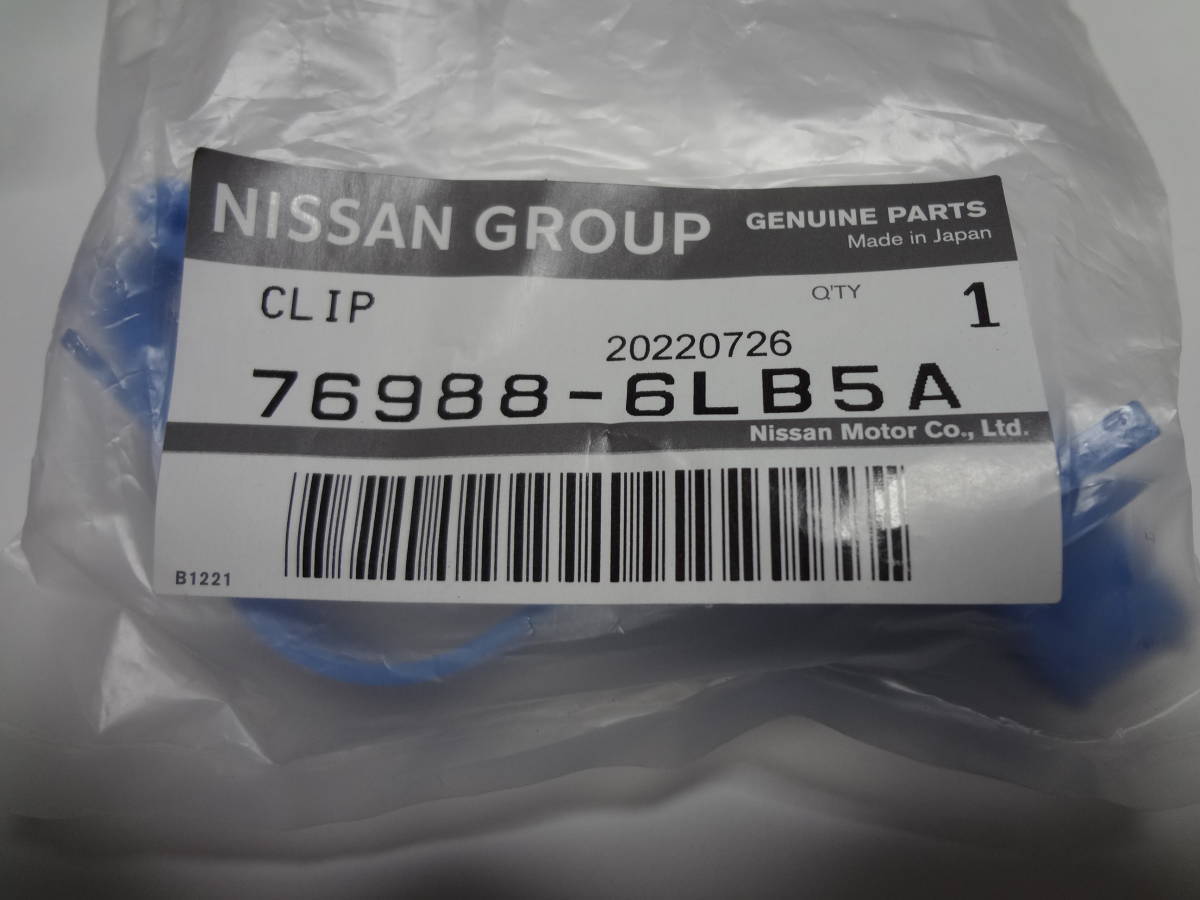 NISSAN GROUP
GENUINE PARTS
Made in Japan
CLIP
Q'TY
1
20220726
76988-6LB5A
Nissan Motor Co., Ltd.
B1221